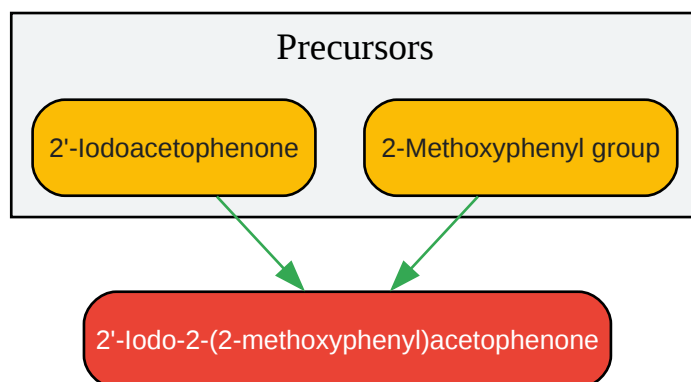 Precursors
2'-Iodoacetophenone
2-Methoxyphenyl group
2'-Iodo-2-(2-methoxyphenyl)acetophenone